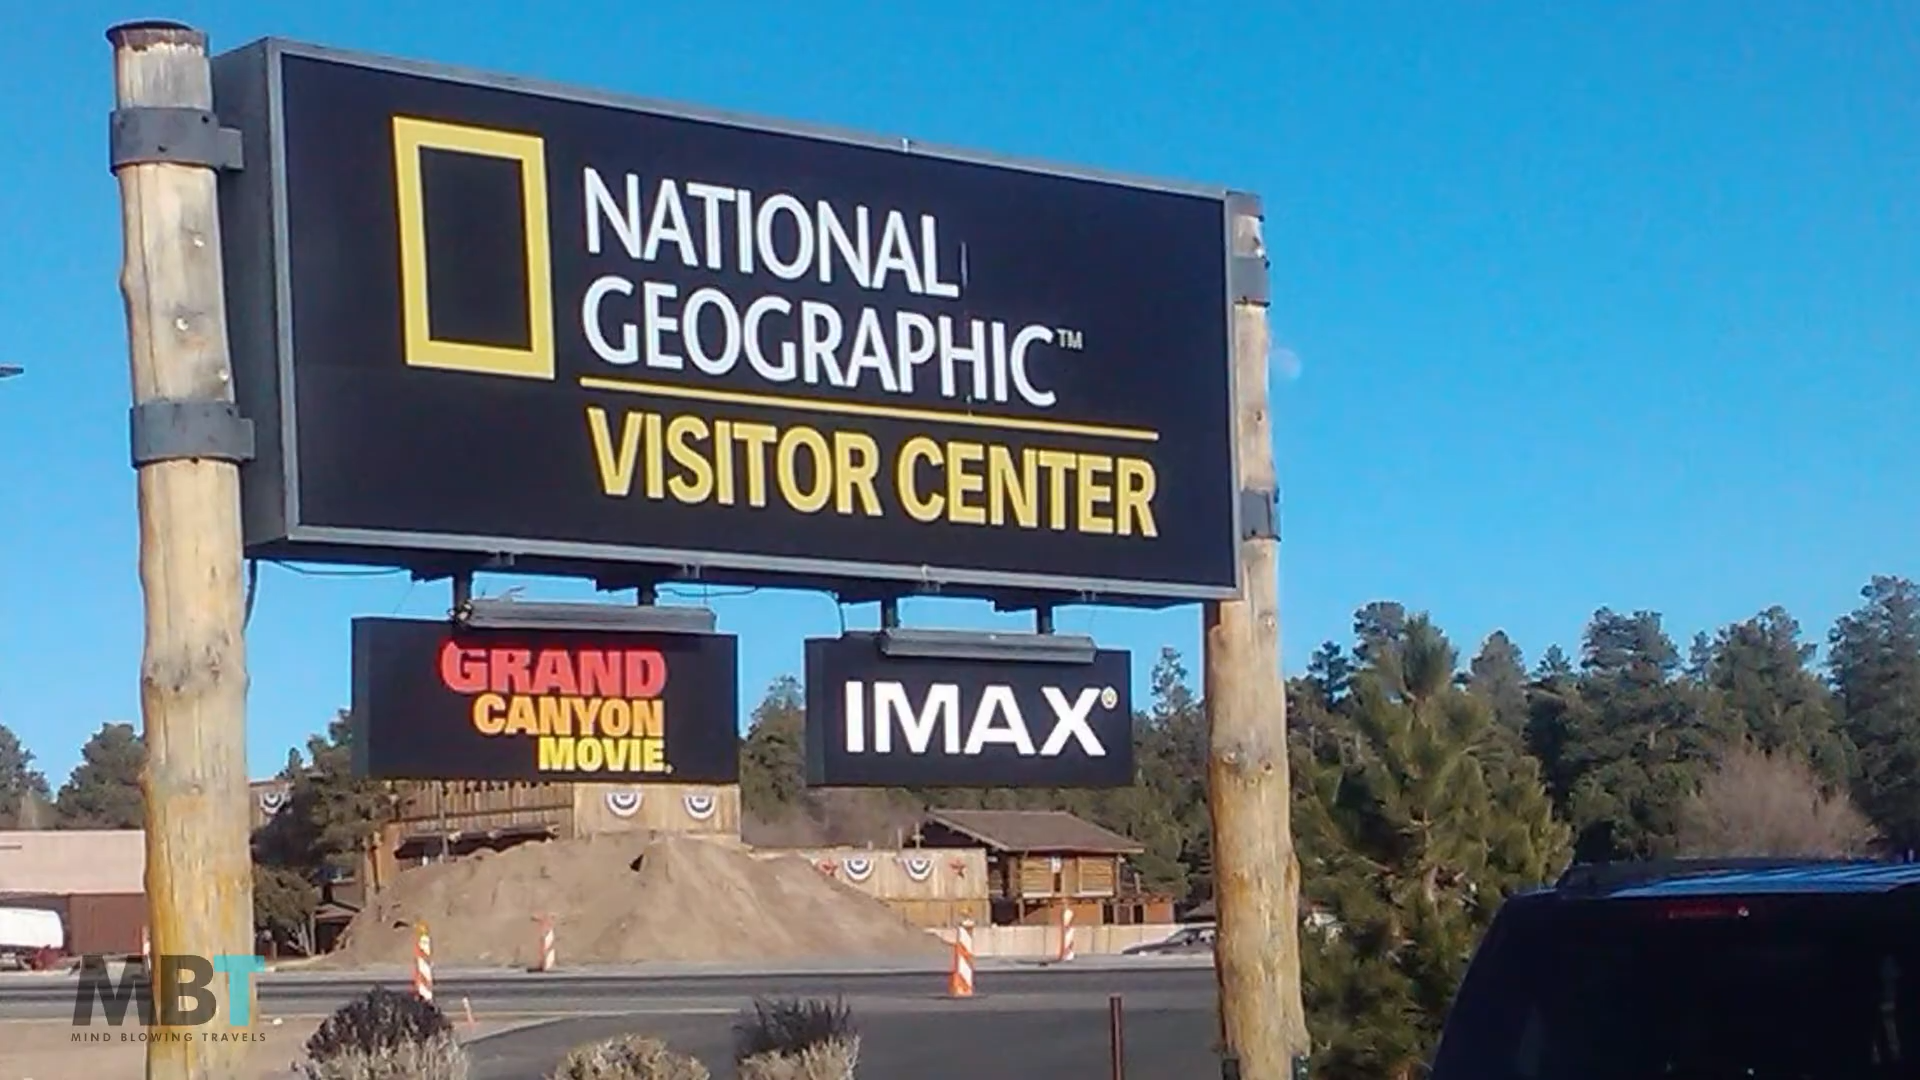 NATIONAL
GEOGRAPHIC™
VISITOR CENTER
GRAND
CANYON
MOVIE.
IMAX®
MBT
MIND BLOWING TRAVELS